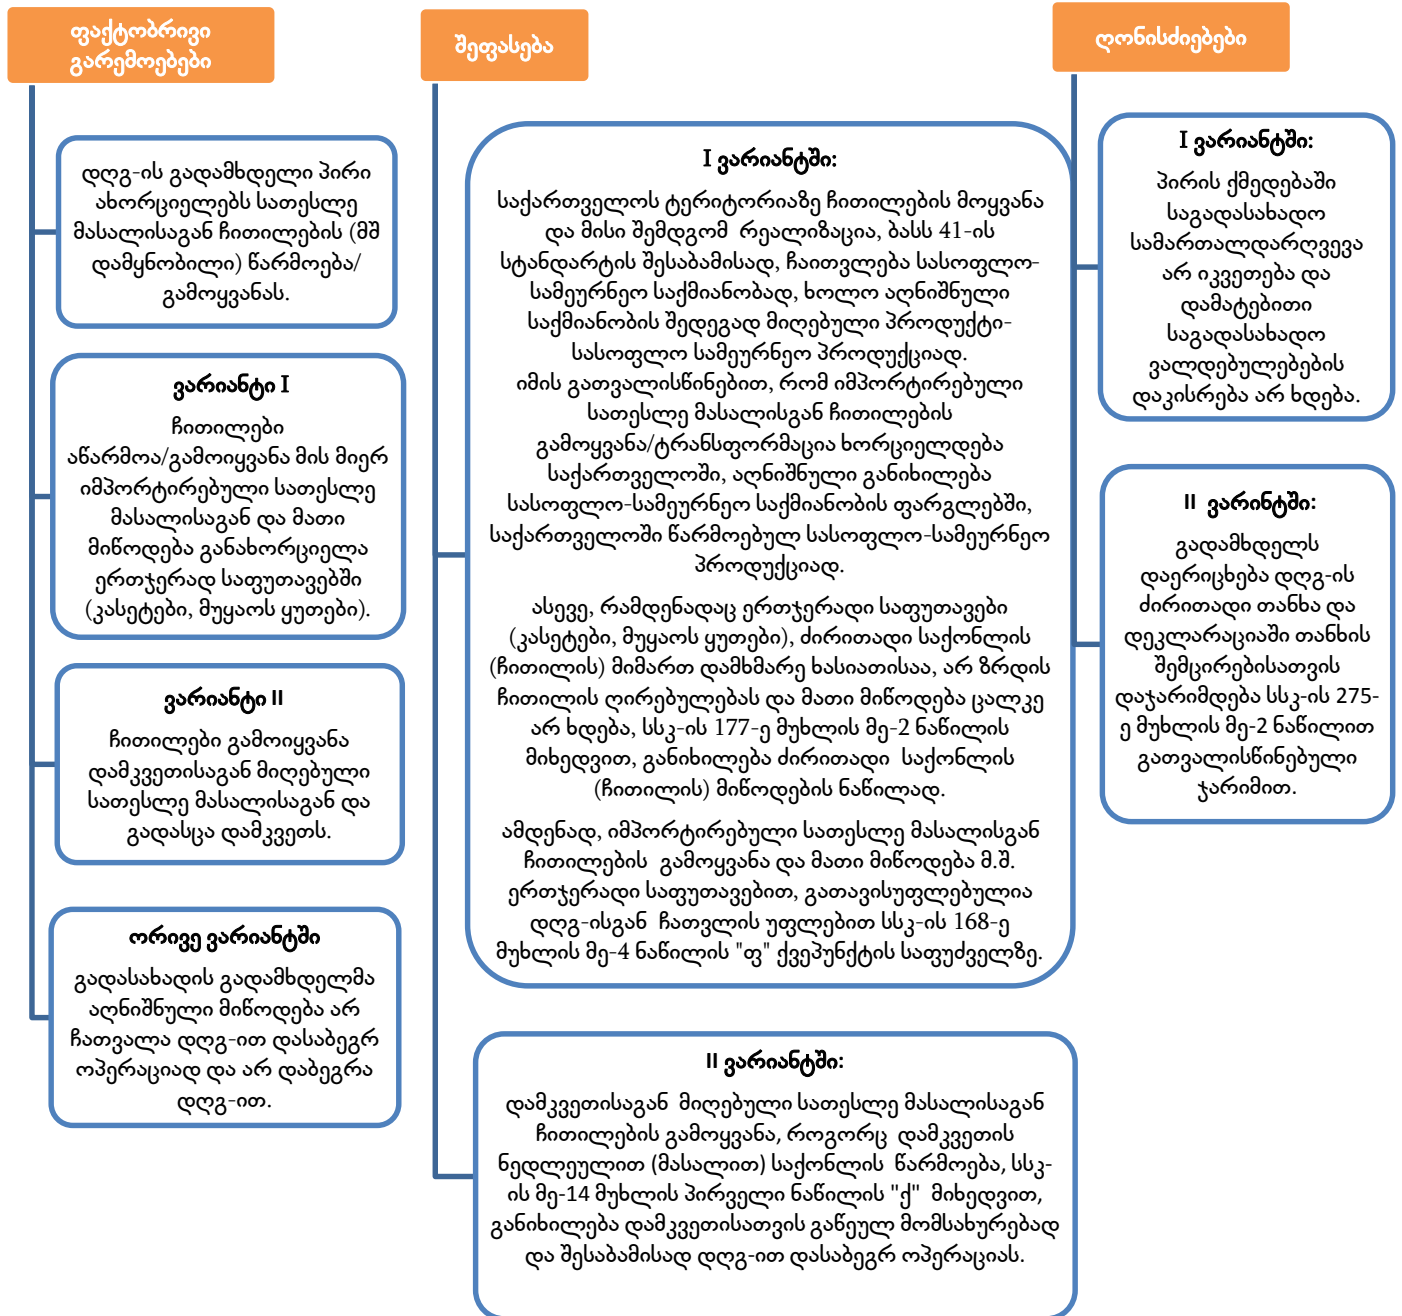 ფაქტობრივი
გარემოებები
დღგ-ის გადამხდელი პირი
ახორციელებს სათესლე
მასალისაგან ჩითილების (მშ
დამყნობილი) წარმოება/
გამოყვანას.
ვარიანტი I
ჩითილები
აწარმოა/გამოიყვანა მის მიერ
იმპორტირებული სათესლე
მასალისაგან და მათი
მიწოდება განახორციელა
ერთჯერად საფუთავებში
(კასეტები, მუყაოს ყუთები).
ვარიანტი II
ჩითილები გამოიყვანა
დამკვეთისაგან მიღებული
სათესლე მასალისაგან და
გადასცა დამკვეთს.
ორივე ვარიანტში
გადასახადის გადამხდელმა
აღნიშნული მიწოდება არ
ჩათვალა დღგ-ით დასაბეგრ
ოპერაციად და არ დაბეგრა
დღგ-ით.
შეფასება
I ვარიანტში:
საქართველოს ტერიტორიაზე ჩითილების მოყვანა
და მისი შემდგომ რეალიზაცია, ბასს 41-ის
სტანდარტის შესაბამისად, ჩაითვლება სასოფლო-
სამეურნეო საქმიანობად, ხოლო აღნიშნული
საქმიანობის შედეგად მიღებული პროდუქტი-
სასოფლო სამეურნეო პროდუქციად.
იმის გათვალისწინებით, რომ იმპორტირებული
სათესლე მასალისგან ჩითილების
გამოყვანა/ტრანსფორმაცია ხორციელდება
საქართველოში, აღნიშნული განიხილება
სასოფლო-სამეურნეო საქმიანობის ფარგლებში,
საქართველოში წარმოებულ სასოფლო-სამეურნეო
პროდუქციად.
ასევე, რამდენადაც ერთჯერადი საფუთავები
(კასეტები, მუყაოს ყუთები), ძირითადი საქონლის
(ჩითილის) მიმართ დამხმარე ხასიათისაა, არ ზრდის
ჩითილის ღირებულებას და მათი მიწოდება ცალკე
არ ხდება, სსკ-ის 177-ე მუხლის მე-2 ნაწილის
მიხედვით, განიხილება ძირითადი საქონლის
(ჩითილის) მიწოდების ნაწილად.
ამდენად, იმპორტირებული სათესლე მასალისგან
ჩითილების გამოყვანა და მათი მიწოდება მ.შ.
ერთჯერადი საფუთავებით, გათავისუფლებულია
დღგ-ისგან ჩათვლის უფლებით სსკ-ის 168-ე
მუხლის მე-4 ნაწილის "ფ" ქვეპუნქტის საფუძველზე.
II ვარიანტში:
დამკვეთისაგან მიღებული სათესლე მასალისაგან
ჩითილების გამოყვანა, როგორც დამკვეთის
ნედლეულით (მასალით) საქონლის წარმოება, სსკ-
ის მე-14 მუხლის პირველი ნაწილის "ქ" მიხედვით,
განიხილება დამკვეთისათვის გაწეულ მომსახურებად
და შესაბამისად დღგ-ით დასაბეგრ ოპერაციას.
ღონისძიებები
I ვარიანტში:
პირის ქმედებაში
საგადასახადო
სამართალდარღვევა
არ იკვეთება და
დამატებითი
საგადასახადო
ვალდებულებების
დაკისრება არ ხდება.
II ვარინტში:
გადამხდელს
დაერიცხება დღგ-ის
ძირითადი თანხა და
დეკლარაციაში თანხის
შემცირებისათვის
დაჯარიმდება სსკ-ის 275-
ე მუხლის მე-2 ნაწილით
გათვალისწინებული
ჯარიმით.